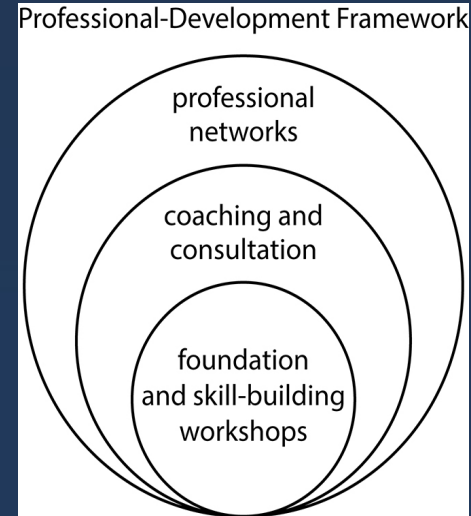 Professional-Development Framework
professional
networks
coaching and
consultation
foundation
and skill-building
workshops